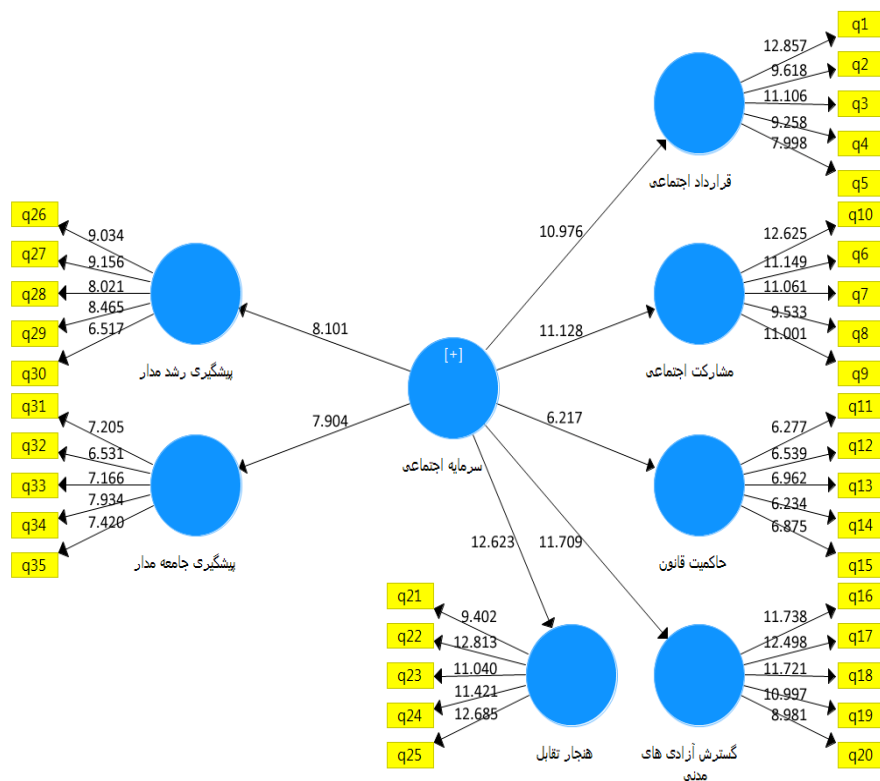 q1
12.857
q2
9.618
q3
11.106
q4
9.258
q5
7.998
قرارداد اجتماعی
10.976
q10
12.625
q6
11.149
q7
11.061
q8
9.533
q9
11.001
مشارکت اجتماعی
11.128
q26
9.034
q27
9.156
q28
8.021
q29
8.465
q30
6.517
پیشگیری رشد مدار
8.101
[+]
سرمایه اجتماعی
7.904
q31
7.205
q32
6.531
q33
7.166
q34
7.934
q35
7.420
پیشگیری جامعه مدار
6.217
q11
6.277
q12
6.539
q13
6.962
q14
6.234
q15
6.875
حاکمیت قانون
12.623
11.709
q21
9.402
q22
12.813
q23
11.040
q24
11.421
q25
12.685
هنجار تقابل
q16
11.738
q17
12.498
q18
11.721
q19
10.997
q20
8.981
گسترش آزادی های
مدنی